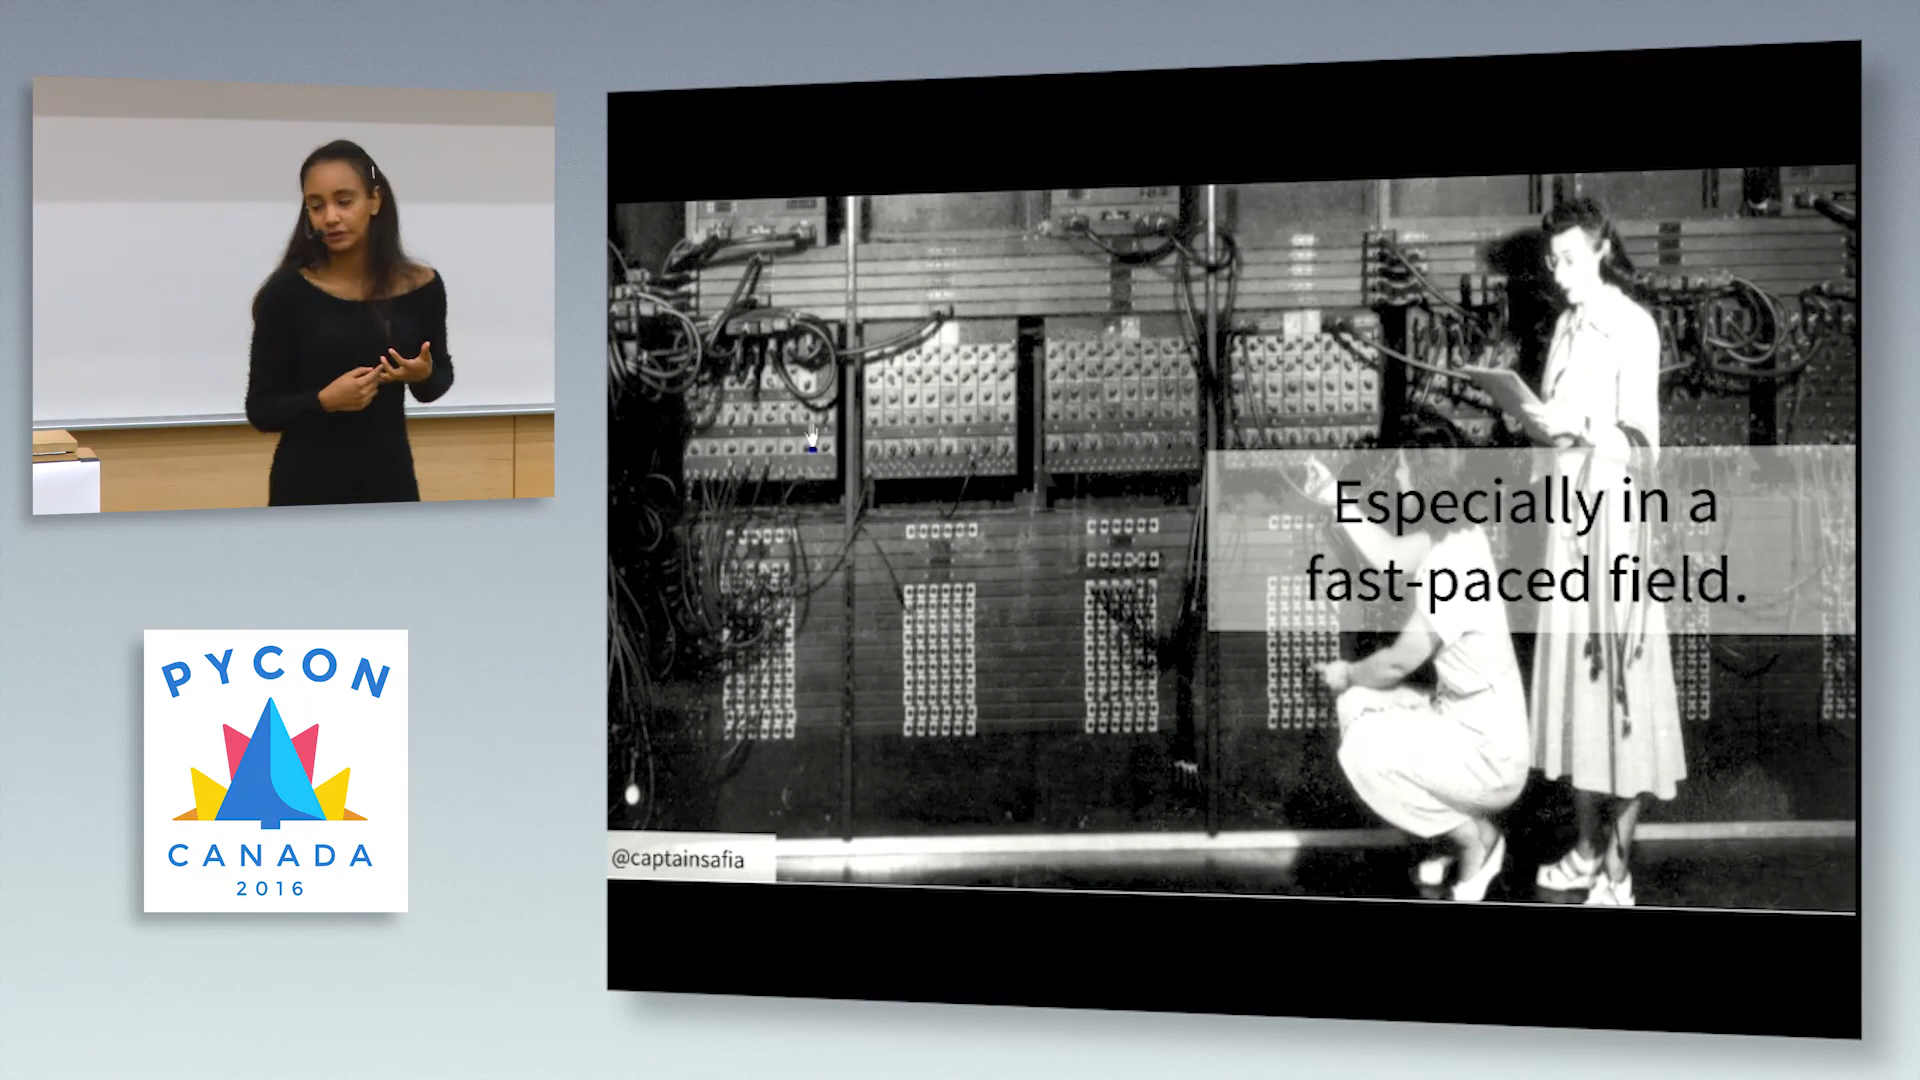 Especially in a
fast-paced field.
@captainsafia
PYCON
CANADA
2016